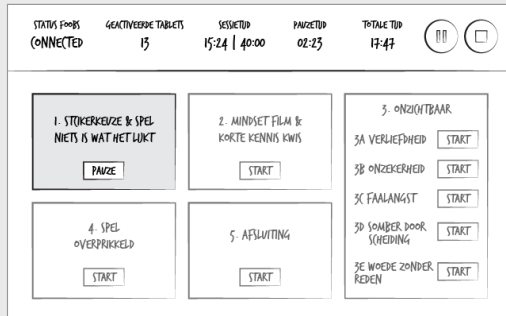 STATUS FOOBS
GEACTIVEERDE TABLETS
SESSIETIJD
PAUZETIJD
TOTALE TIJD
CONNECTED
13
15:24 | 40:00
02:23
17:47
1. STIJKERKEUZE & SPEL
NIETS IS WAT HET LIJKT
PAUZE
2. MINDSET FILM &
KORTE KENNIS KWIS
START
3. ONZICHTBAAR
3A VERLIEFDHEID START
3B ONZEKERHEID START
3C FAALANGST START
3D SOMBER DOOR
SCHEIDING START
3E WOEDE ZONDER
REDEN START
4. SPEL
OVERPRIKKELD
START
5. AFSLUITING
START